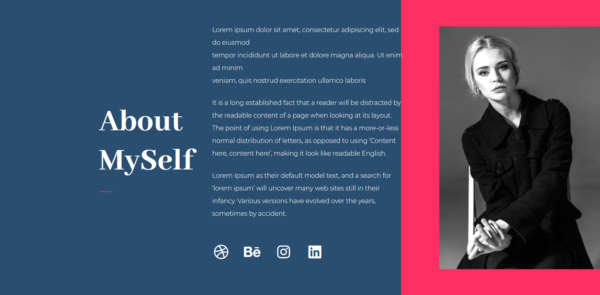 About
MySelf
Lorem ipsum dolor sit amet, consectetur adipiscing elit, sed
do eiusmod
tempor incididunt ut labore et dolore magna aliqua. Ut enim
ad minim
veniam, quis nostrud exercitation ullamco laboris
It is a long established fact that a reader will be distracted by
the readable content of a page when looking at its layout.
The point of using Lorem Ipsum is that it has a more-or-less
normal distribution of letters, as opposed to using 'Content
here, content here', making it look like readable English.
Lorem Ipsum as their default model text, and a search for
'lorem ipsum' will uncover many web sites still in their
infancy. Various versions have evolved over the years,
sometimes by accident.
Bē in